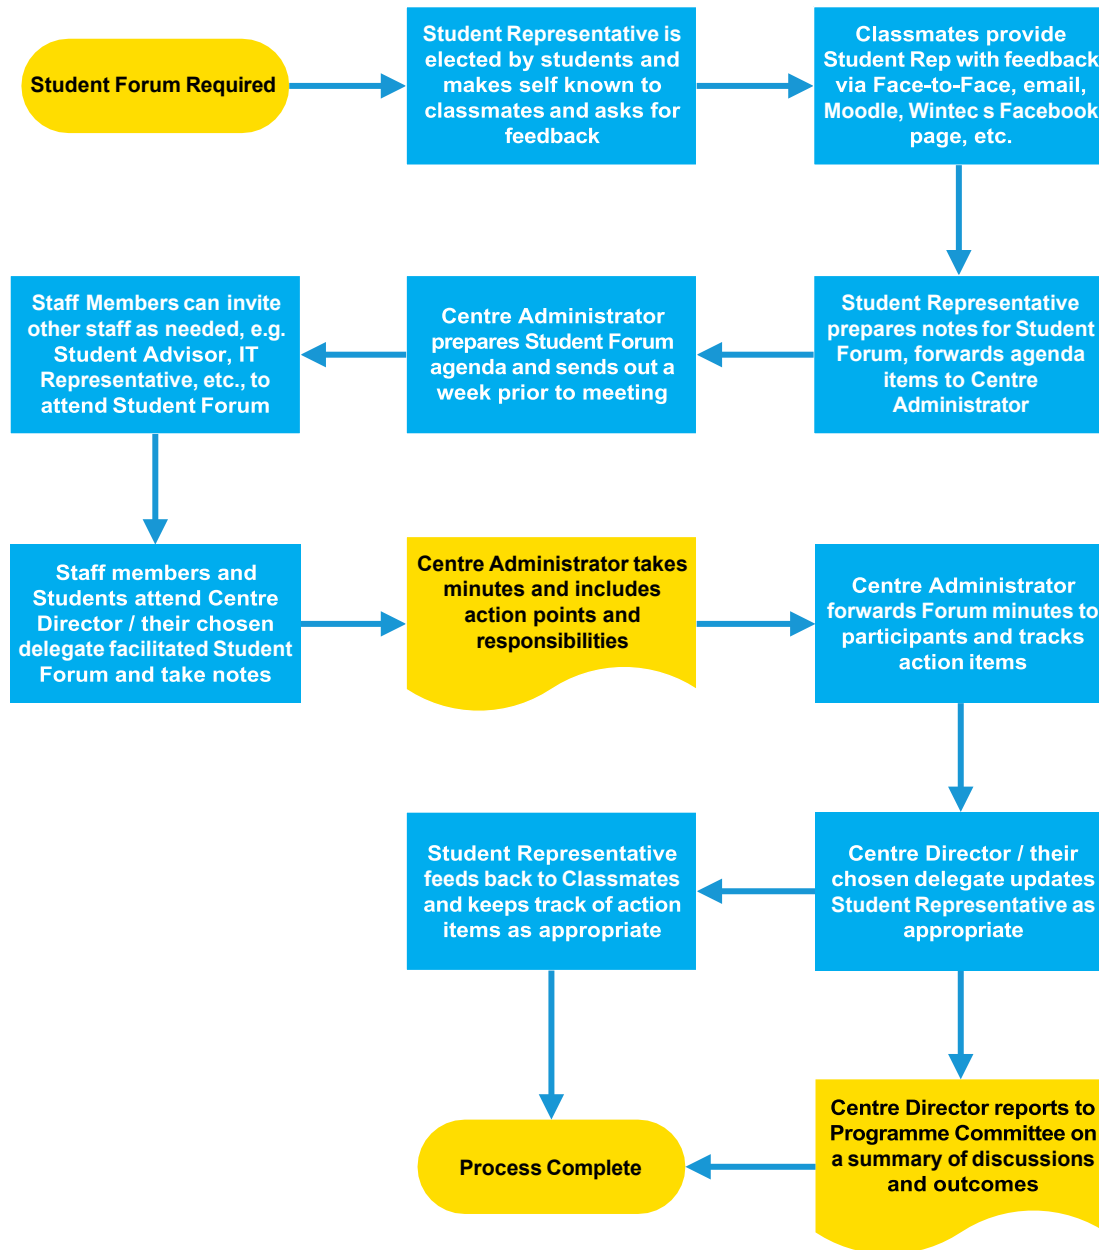 Student Forum Required
Student Representative is
elected by students and
makes self known to
classmates and asks for
feedback
Classmates provide
Student Rep with feedback
via Face-to-Face, email,
Moodle, Wintec s Facebook
page, etc.
Student Representative
prepares notes for Student
Forum, forwards agenda
items to Centre
Administrator
Centre Administrator
prepares Student Forum
agenda and sends out a
week prior to meeting
Staff Members can invite
other staff as needed, e.g.
Student Advisor, IT
Representative, etc., to
attend Student Forum
Staff members and
Students attend Centre
Director / their chosen
delegate facilitated Student
Forum and take notes
Centre Administrator takes
minutes and includes
action points and
responsibilities
Centre Administrator
forwards Forum minutes to
participants and tracks
action items
Centre Director / their
chosen delegate updates
Student Representative as
appropriate
Student Representative
feeds back to Classmates
and keeps track of action
items as appropriate
Centre Director reports to
Programme Committee on
a summary of discussions
and outcomes
Process Complete